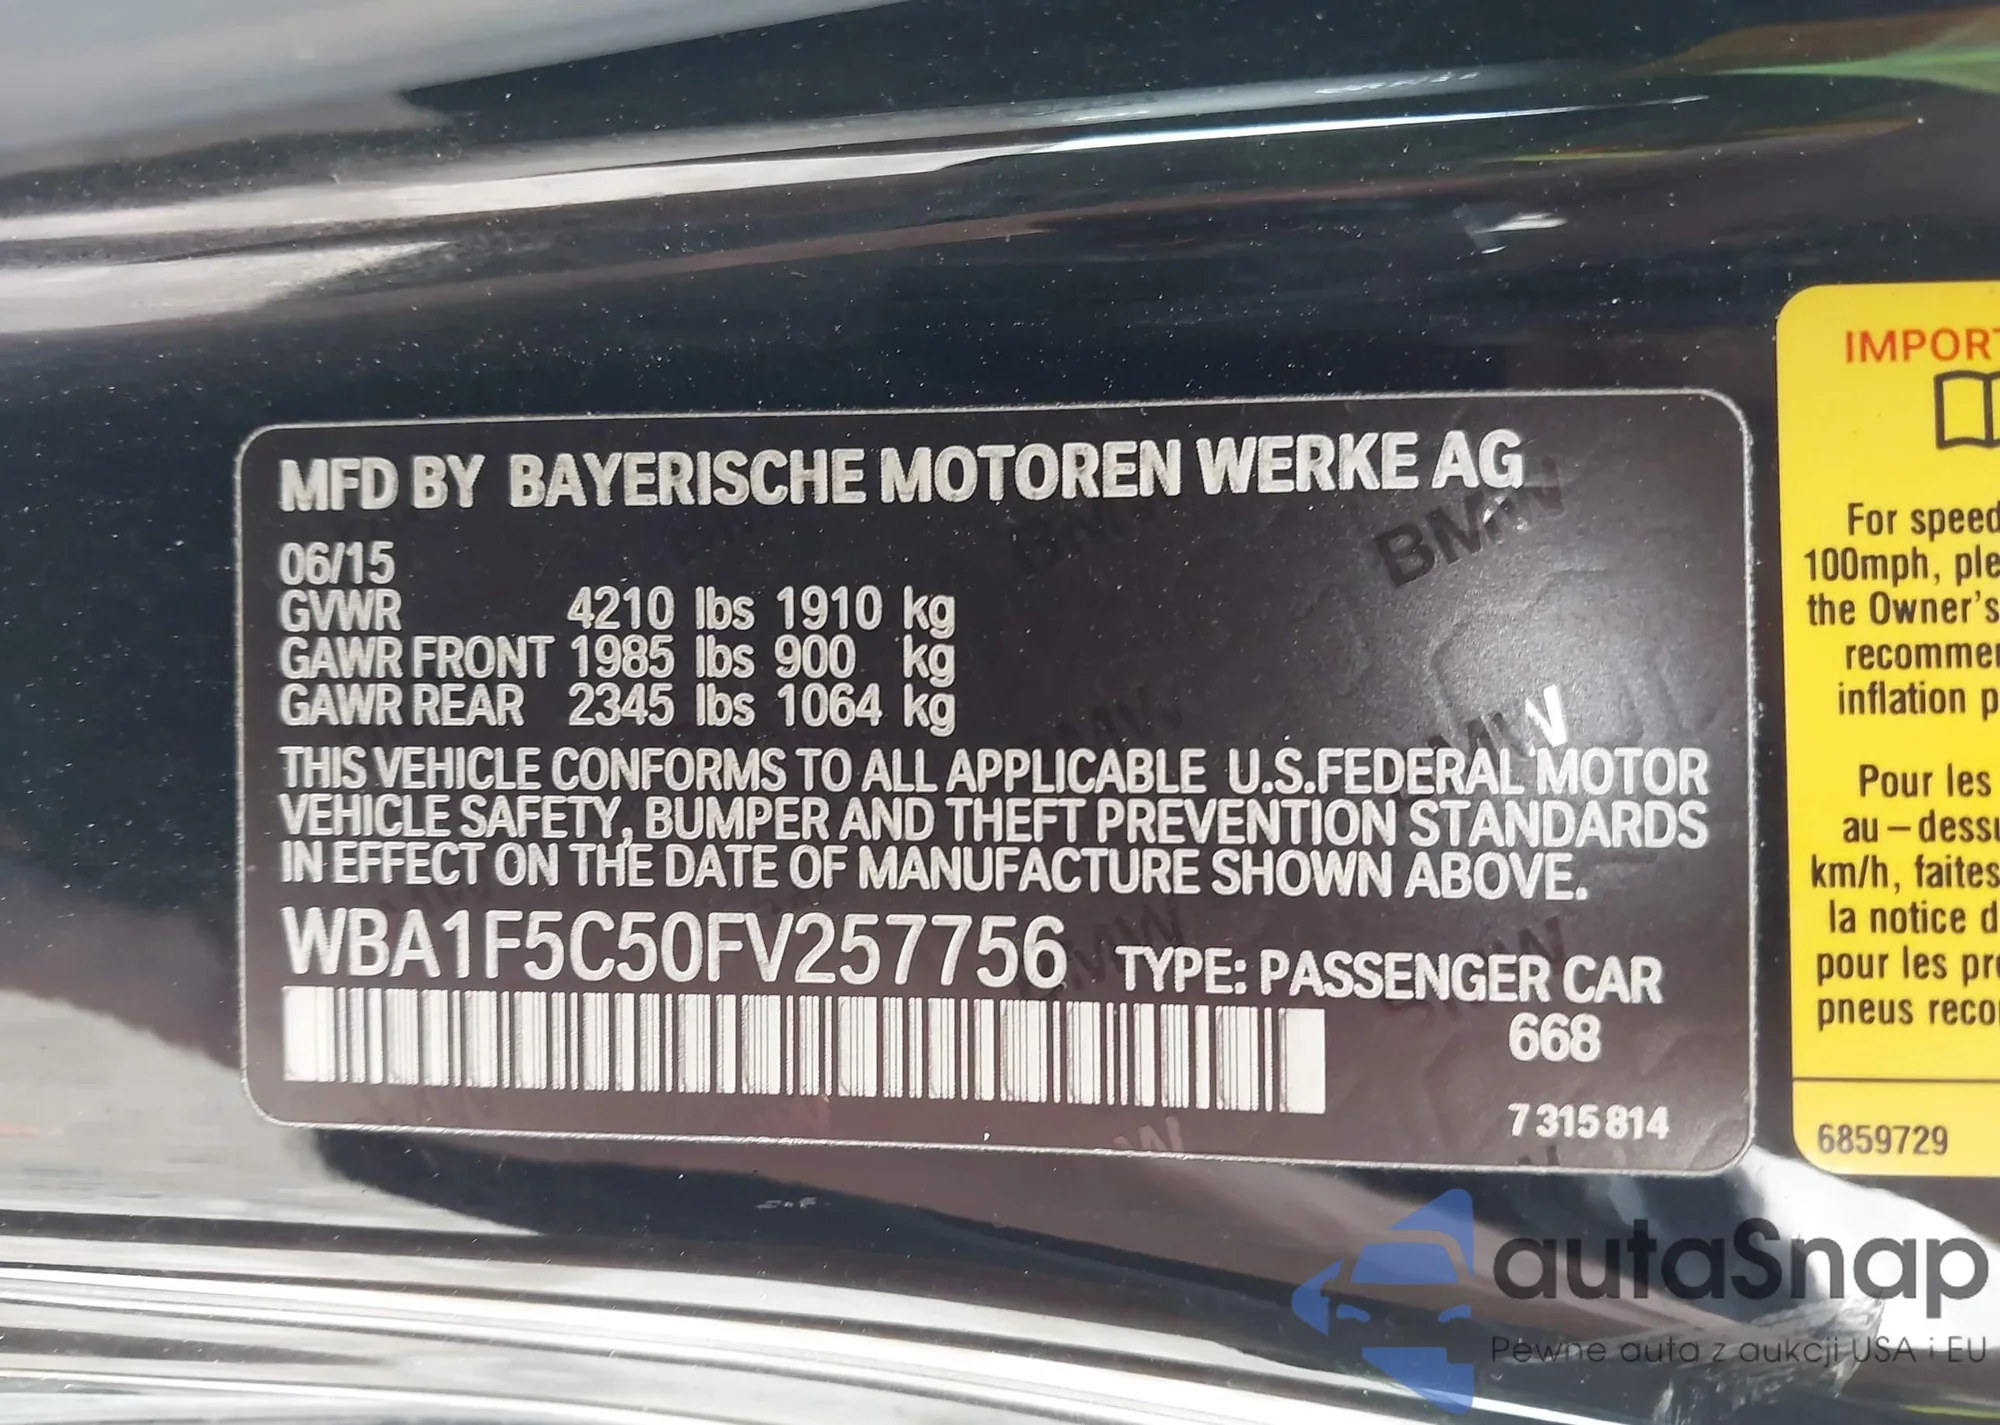 MFD BY BAYERISCHE MOTOREN WERKE AG
06/15
GVWR 4210 lbs 1910 kg
GAWR FRONT 1985 lbs 900 kg
GAWR REAR 2345 lbs 1064 kg
THIS VEHICLE CONFORMS TO ALL APPLICABLE U.S.FEDERAL MOTOR
VEHICLE SAFETY, BUMPER AND THEFT PREVENTION STANDARDS
IN EFFECT ON THE DATE OF MANUFACTURE SHOWN ABOVE.
WBA1F5C50FV257756 TYPE: PASSENGER CAR
668
7 315 814
BMW
IMPORT
For speed
100mph, ple
the Owner's
recommen
inflation p
Pour les
au – dessu
km/h, faites
la notice d
pour les pre
pneus reco
6859729
autaSnap
Pewne auta z aukcji USA i EU